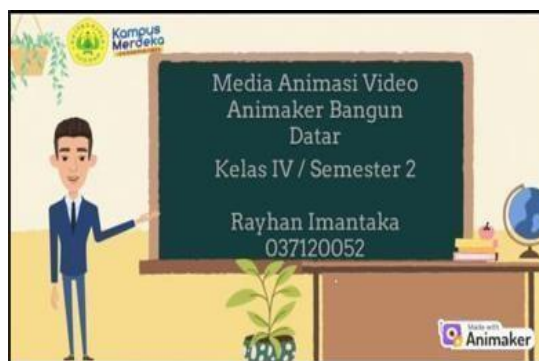 Kampus
Merdeka
Media Animasi Video
Animaker Bangun
Datar
Kelas IV / Semester 2
Rayhan Imantaka
037120052
Made with
Animaker